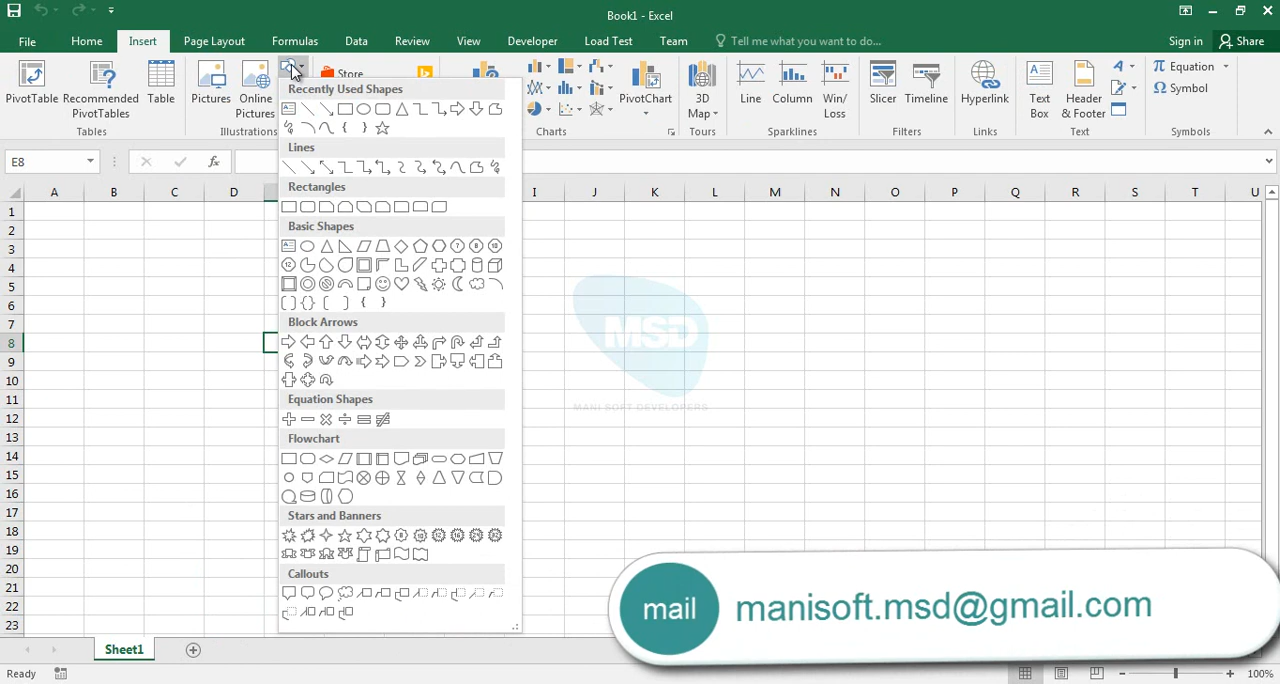 Book1 - Excel
File Home Insert Page Layout Formulas Data Review View Developer Load Test Team Tell me what you want to do... Sign in Share
PivotTable Recommended PivotTables Table
Tables
Pictures Online Pictures
Illustrations
Store
PivotChart
Charts
3D Map
Tours
Line Column Win/ Loss
Sparklines
Slicer Timeline
Filters
Hyperlink
Links
Text Box Header & Footer
Text
Equation
Symbol
Symbols
E8 fx
A B C D I J K L M N O P Q R S T U
1
2
3
4
5
6
7
8
9
10
11
12
13
14
15
16
17
18
19
20
21
22
23
Recently Used Shapes
Lines
Rectangles
Basic Shapes
Block Arrows
Equation Shapes
Flowchart
Stars and Banners
Callouts
MSD
MANI SOFT DEVELOPERS
mail manisoft.msd@gmail.com
Sheet1
Ready 100%